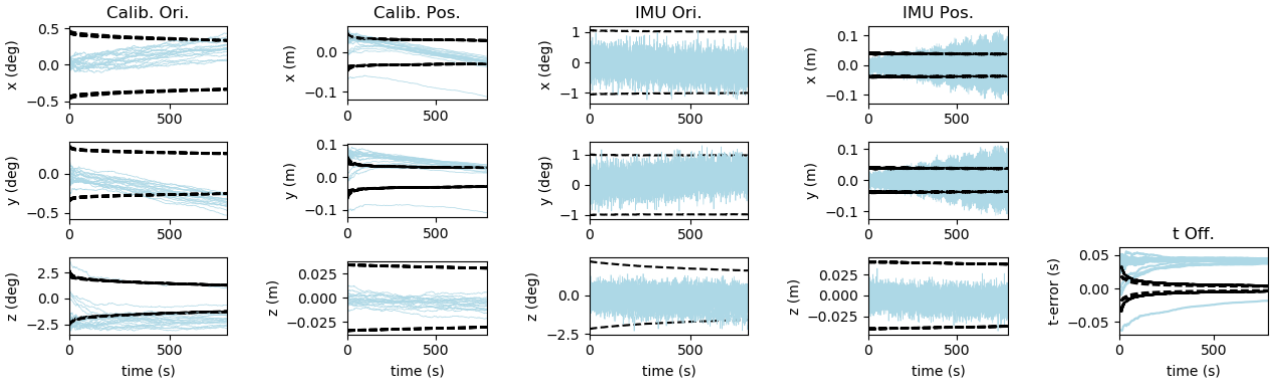 Calib. Ori.
Calib. Pos.
IMU Ori.
IMU Pos.
x (deg)
0.5
0.0
−0.5
0
500
x (m)
0.0
−0.1
0
500
x (deg)
1
0
−1
0
500
x (m)
0.1
0.0
−0.1
0
500
y (deg)
0.0
−0.5
0
500
y (m)
0.1
0.0
−0.1
0
500
y (deg)
1
0
−1
0
500
y (m)
0.1
0.0
−0.1
0
500
z (deg)
2.5
0.0
−2.5
0
500
time (s)
z (m)
0.025
0.000
−0.025
0
500
time (s)
z (deg)
0.0
−2.5
0
500
time (s)
z (m)
0.025
0.000
−0.025
0
500
time (s)
t Off.
t-error (s)
0.05
0.00
−0.05
0
500
time (s)